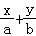 x/a + y/b